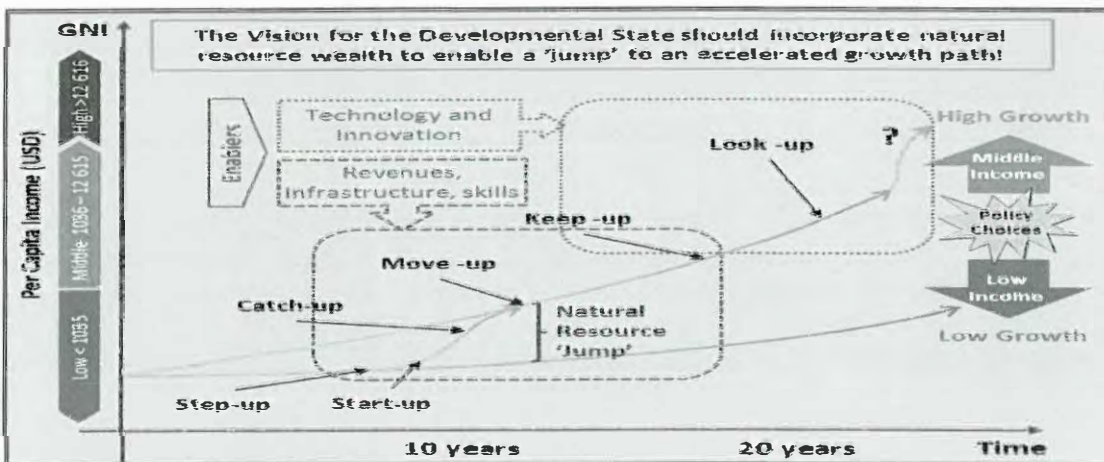 GNI
The Vision for the Developmental State should incorporate natural
resource wealth to enable a 'jump' to an accelerated growth path!
Per Capita Income (USD)
High>12 616
Middle 1036 – 12 615
Low < 1035
Enablers
Technology and
Innovation
Revenues,
Infrastructure, skills
Look -up
?
High Growth
Middle
Income
Policy
Choices
Low
Income
Low Growth
Keep -up
Move -up
Catch-up
Natural
Resource
'Jump'
Step-up
Start-up
10 years
20 years
Time